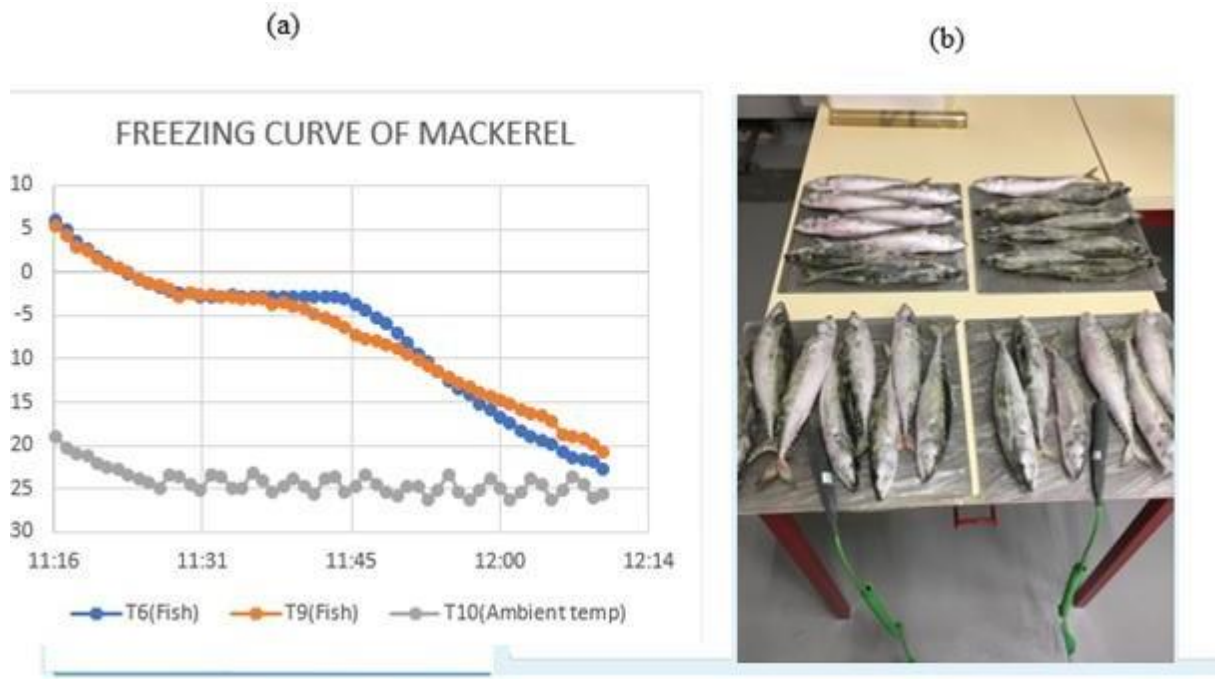 (a)
(b)
FREEZING CURVE OF MACKEREL
10
5
0
-5
10
15
20
25
30
11:16 11:31 11:45 12:00 12:14
T6(Fish) T9(Fish) T10(Ambient temp)